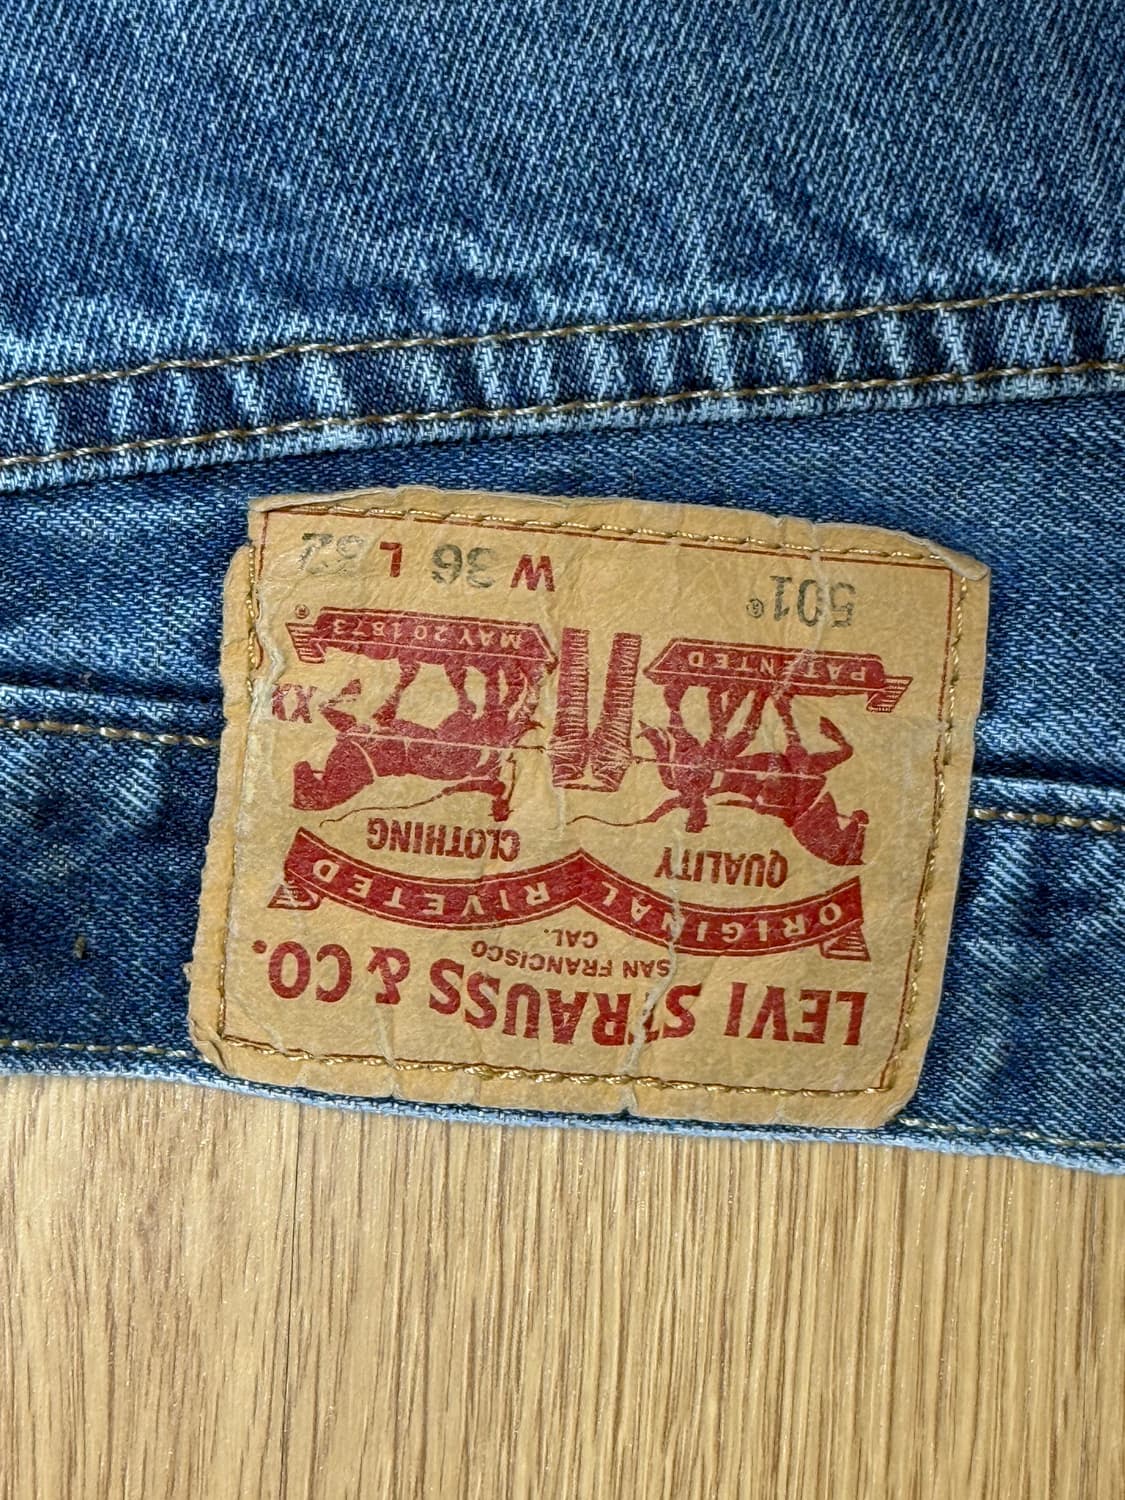 LEVI STRAUSS & CO.
SAN FRANCISCO
CAL.
ORIGINAL RIVETED
QUALITY CLOTHING
XX
PATENTED MAY 20 1873 ®
501® W 36 L 32